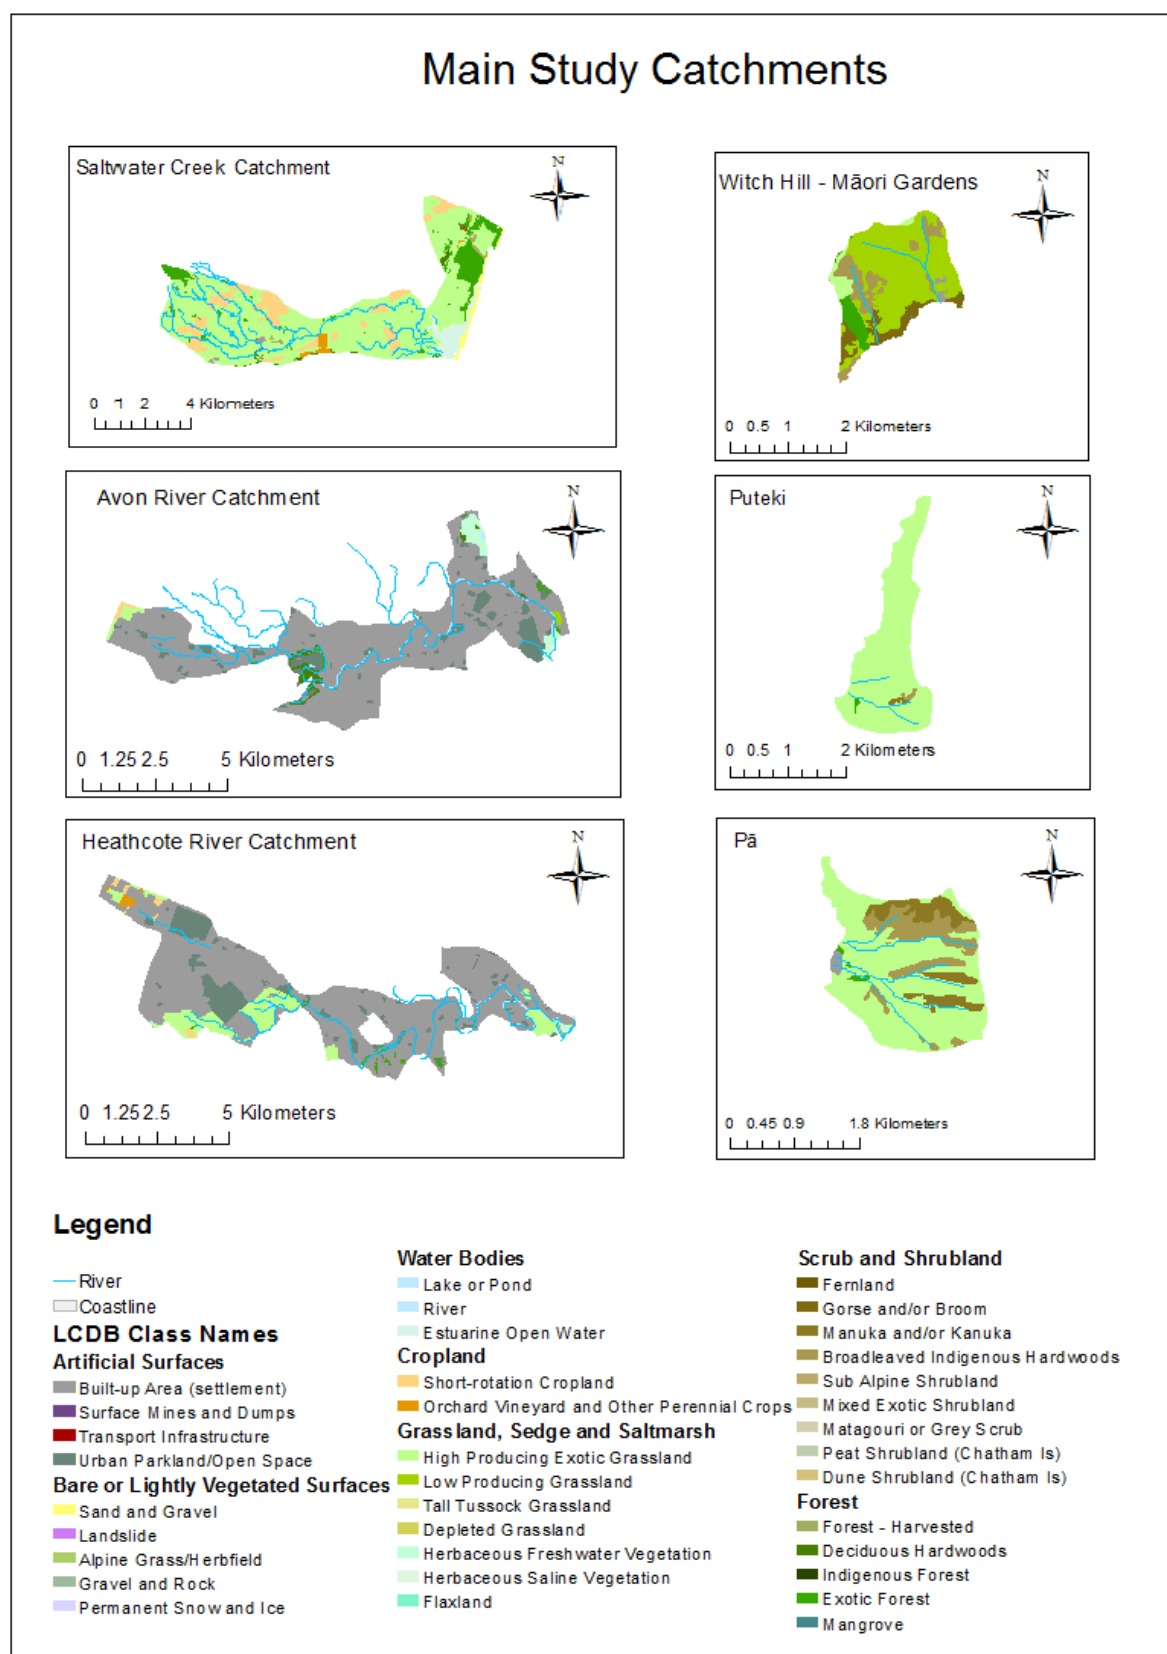 Main Study Catchments
Saltwater Creek Catchment
N
0 1 2 4 Kilometers
Witch Hill - Māori Gardens
N
0 0.5 1 2 Kilometers
Avon River Catchment
N
0 1.25 2.5 5 Kilometers
Puteki
N
0 0.5 1 2 Kilometers
Heathcote River Catchment
N
0 1.25 2.5 5 Kilometers
Pā
N
0 0.45 0.9 1.8 Kilometers
Legend
River
Coastline
LCDB Class Names
Artificial Surfaces
Built-up Area (settlement)
Surface Mines and Dumps
Transport Infrastructure
Urban Parkland/Open Space
Bare or Lightly Vegetated Surfaces
Sand and Gravel
Landslide
Alpine Grass/Herbfield
Gravel and Rock
Permanent Snow and Ice
Water Bodies
Lake or Pond
River
Estuarine Open Water
Cropland
Short-rotation Cropland
Orchard Vineyard and Other Perennial Crops
Grassland, Sedge and Saltmarsh
High Producing Exotic Grassland
Low Producing Grassland
Tall Tussock Grassland
Depleted Grassland
Herbaceous Freshwater Vegetation
Herbaceous Saline Vegetation
Flaxland
Scrub and Shrubland
Fernland
Gorse and/or Broom
Manuka and/or Kanuka
Broadleaved Indigenous Hardwoods
Sub Alpine Shrubland
Mixed Exotic Shrubland
Matagouri or Grey Scrub
Peat Shrubland (Chatham Is)
Dune Shrubland (Chatham Is)
Forest
Forest - Harvested
Deciduous Hardwoods
Indigenous Forest
Exotic Forest
Mangrove